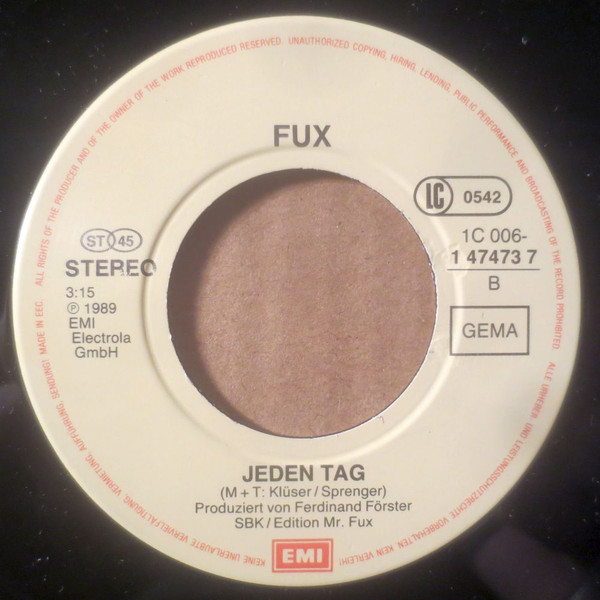 ALL RIGHTS OF THE PRODUCER AND OF THE OWNER OF THE WORK REPRODUCED RESERVED. UNAUTHORIZED COPYING, HIRING, LENDING, PUBLIC PERFORMANCE AND BROADCASTING OF THE RECORD PROHIBITED.
FUX
LC 0542
ST 45
STEREO
3:15
℗ 1989
EMI
Electrola
GmbH
1C 006-
1 47473 7
B
GEMA
JEDEN TAG
(M + T: Klüser / Sprenger)
Produziert von Ferdinand Förster
SBK / Edition Mr. Fux
EMI
ALLE URHEBER- UND LEISTUNGSSCHUTZRECHTE VORBEHALTEN. KEIN VERLEIH!
KEINE UNERLAUBTE VERVIELFÄLTIGUNG, VERMIETUNG, AUFFÜHRUNG, SENDUNG! MADE IN EEC.